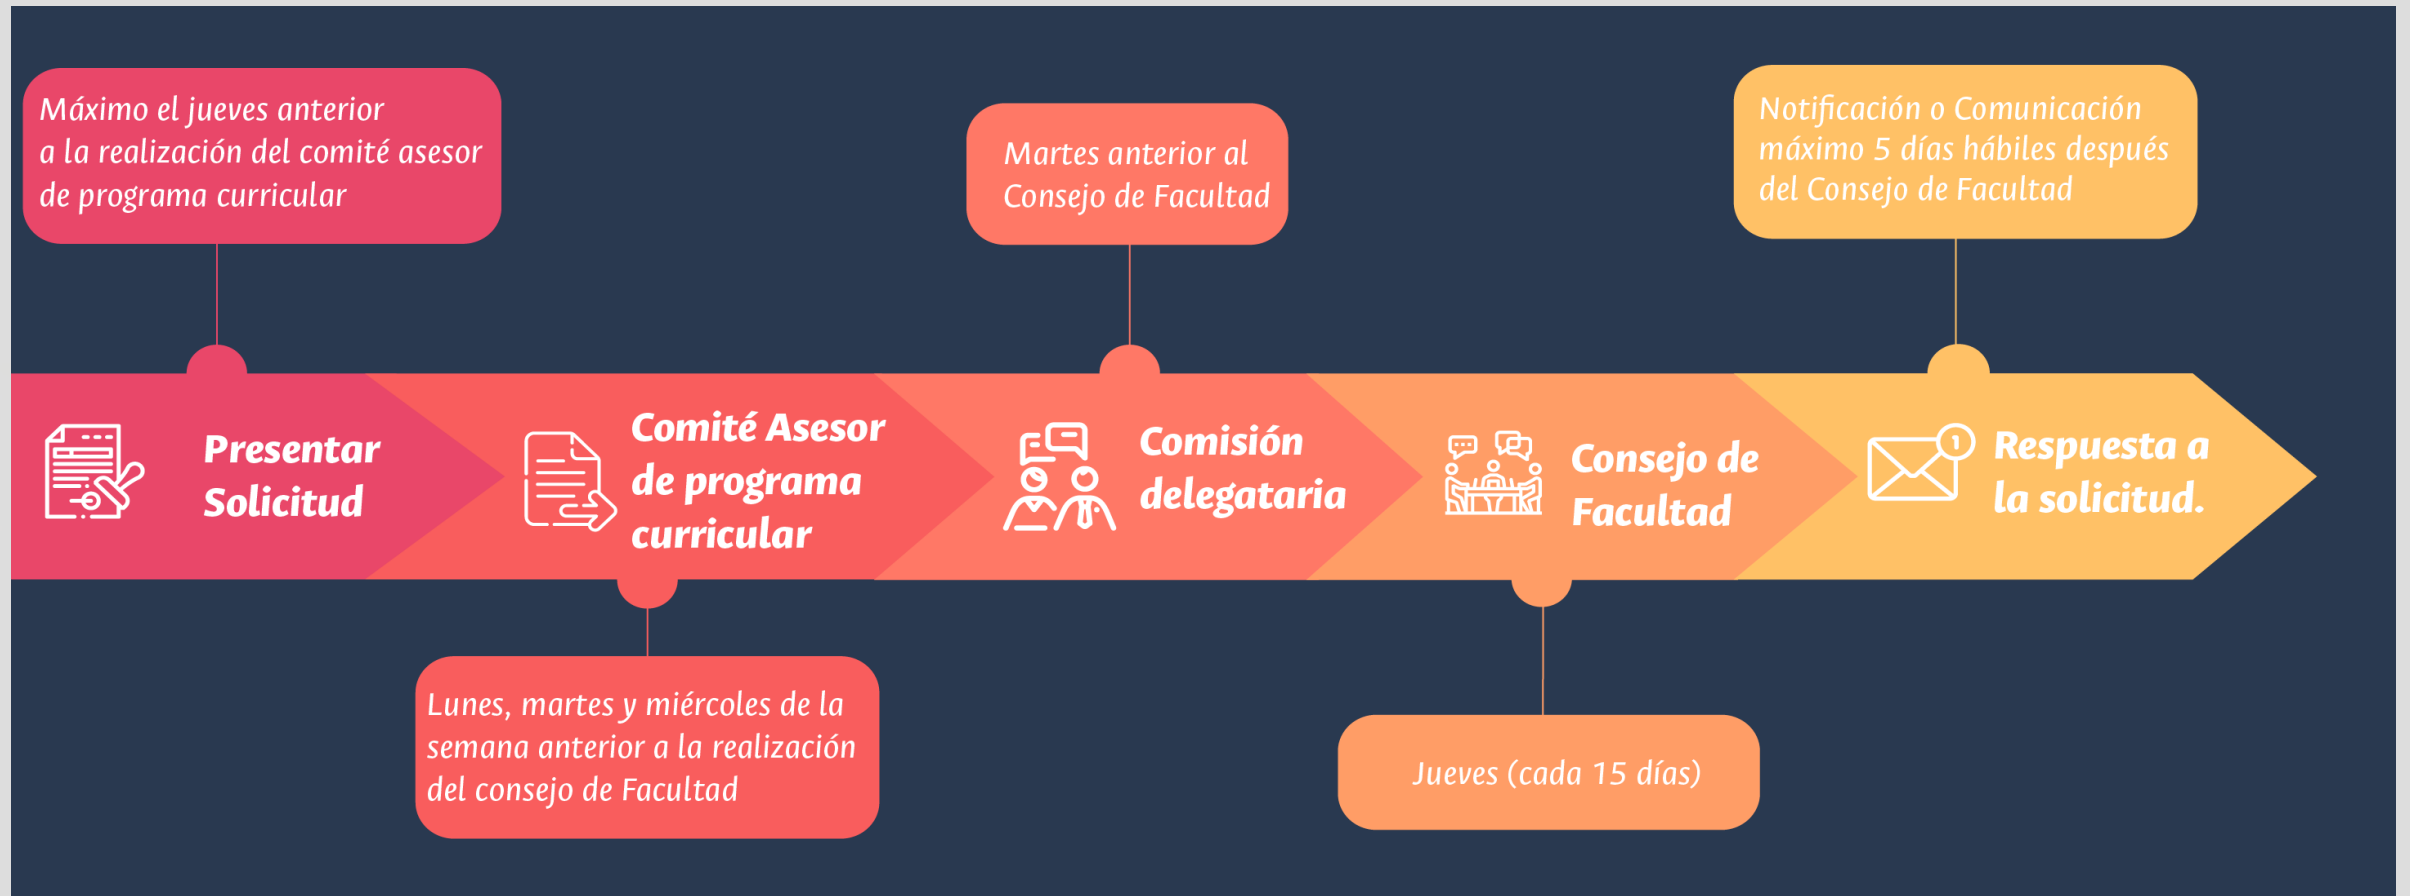 Máximo el jueves anterior
a la realización del comité asesor
de programa curricular
Martes anterior al
Consejo de Facultad
Notificación o Comunicación
máximo 5 días hábiles después
del Consejo de Facultad
Presentar
Solicitud
Comité Asesor
de programa
curricular
Comisión
delegataria
Consejo de
Facultad
1
Respuesta a
la solicitud.
Lunes, martes y miércoles de la
semana anterior a la realización
del consejo de Facultad
Jueves (cada 15 días)